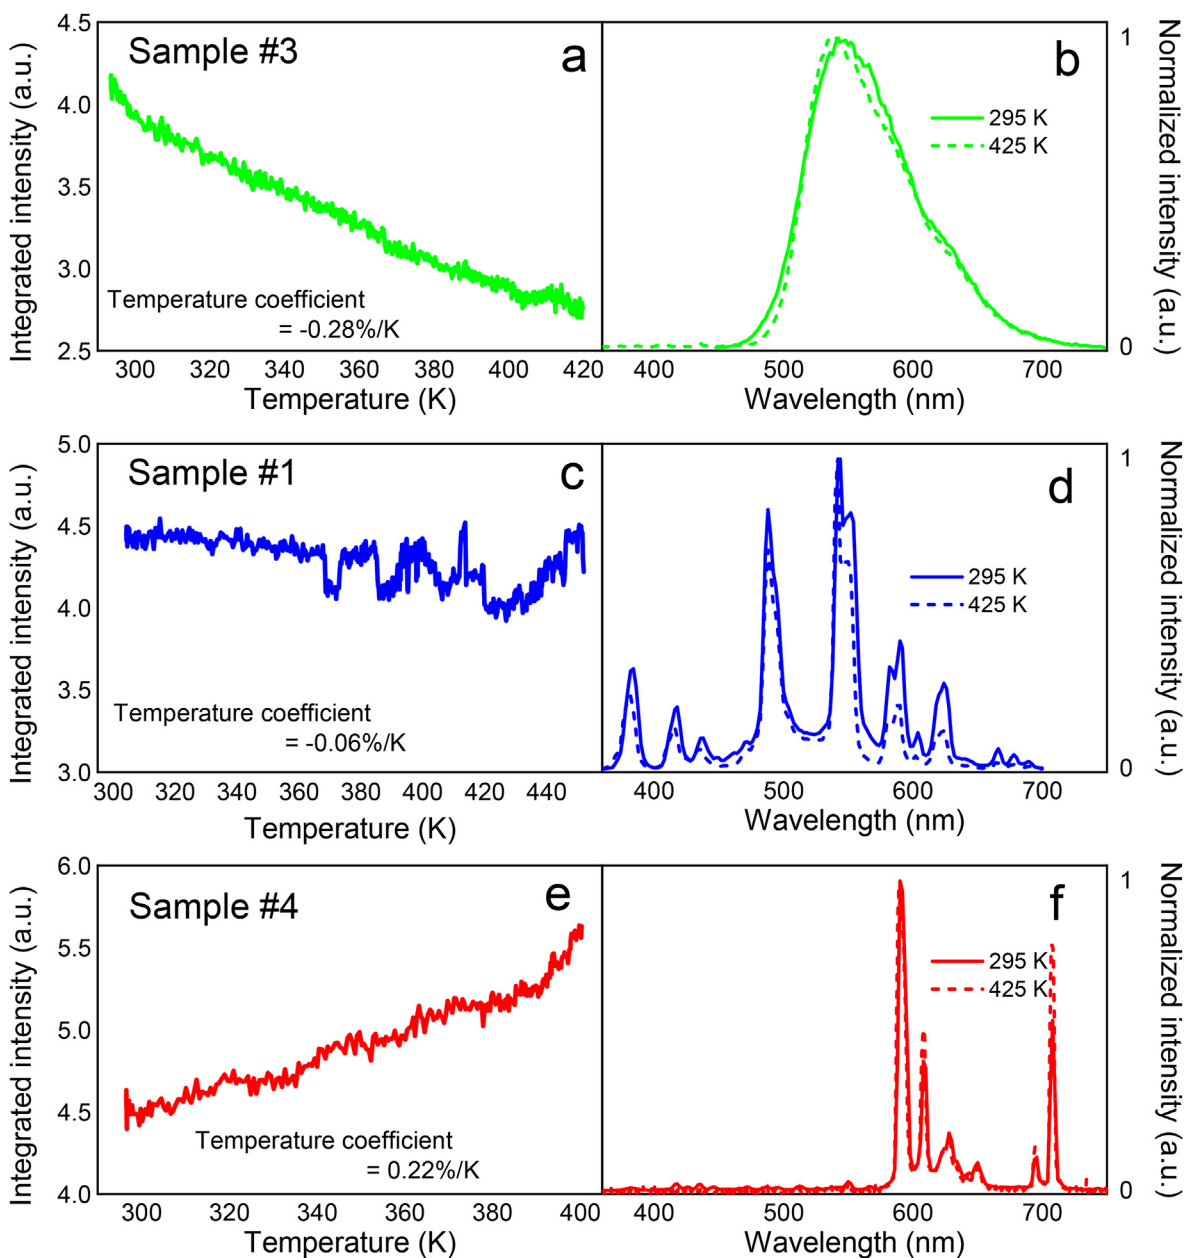 Sample #3
a
Integrated intensity (a.u.)
4.5
4.0
3.5
3.0
2.5
Temperature coefficient
= -0.28%/K
300 320 340 360 380 400 420
Temperature (K)
b
295 K
425 K
1
0
Normalized intensity (a.u.)
400 500 600 700
Wavelength (nm)
Sample #1
c
Integrated intensity (a.u.)
5.0
4.5
4.0
3.5
3.0
Temperature coefficient
= -0.06%/K
300 320 340 360 380 400 420 440
Temperature (K)
d
295 K
425 K
1
0
Normalized intensity (a.u.)
400 500 600 700
Wavelength (nm)
Sample #4
e
Integrated intensity (a.u.)
6.0
5.5
5.0
4.5
4.0
Temperature coefficient
= 0.22%/K
300 320 340 360 380 400
Temperature (K)
f
295 K
425 K
1
0
Normalized intensity (a.u.)
400 500 600 700
Wavelength (nm)